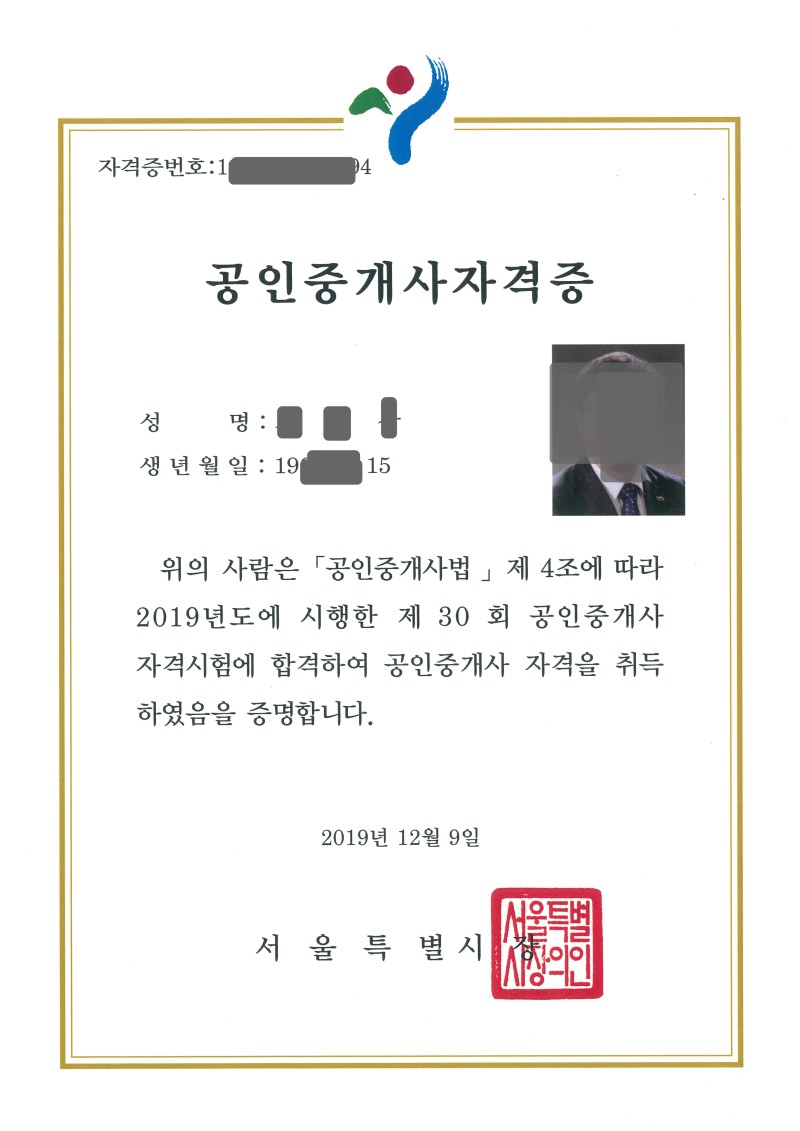 자격증번호:1 94
공인중개사자격증
성 명 :
생년월일 : 19 15
위의 사람은 「공인중개사법 」 제 4조에 따라
2019년도에 시행한 제 30 회 공인중개사
자격시험에 합격하여 공인중개사 자격을 취득
하였음을 증명합니다.
2019년 12월 9일
서 울 특 별 시 장
서울특별
시장의인